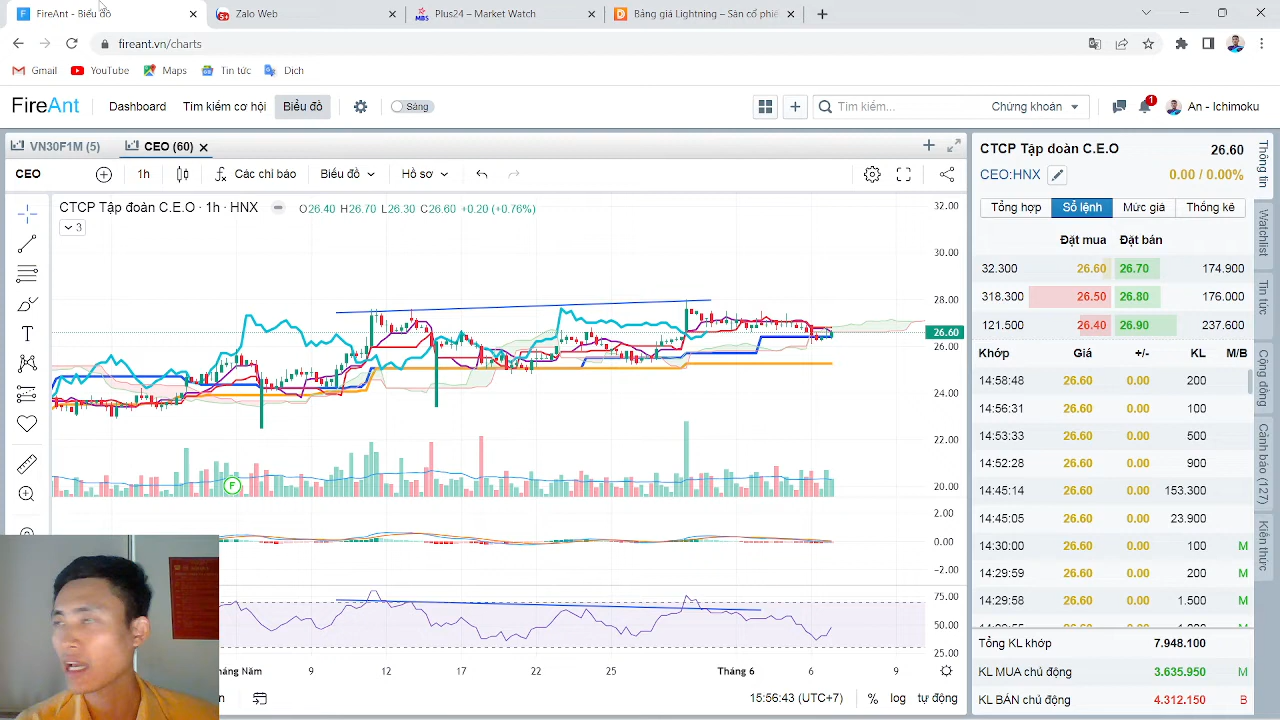 FireAnt - Biểu đồ
Zalo Web
MBS Plus24 – Market Watch
Bảng giá Lightning – Sàn cổ phiế
fireant.vn/charts
Gmail YouTube Maps Tin tức Dịch
FireAnt Dashboard Tìm kiếm cơ hội Biểu đồ Sáng
Tìm kiếm... Chứng khoán 1 An - Ichimoku
VN30F1M (5) CEO (60)
CEO 1h Các chỉ báo Biểu đồ Hồ sơ
CTCP Tập đoàn C.E.O · 1h · HNX O26.40 H26.70 L26.30 C26.60 +0.20 (+0.76%)
3
32.00
30.00
28.00
26.60
26.00
24.00
22.00
20.00
F
2.00
0.00
−2.00
75.00
50.00
25.00
háng Năm 9 17 22 25 Tháng 6 6 9
15:56:43 (UTC+7) % log tự động
CTCP Tập đoàn C.E.O 26.60
CEO:HNX 0.00 / 0.00%
Tổng hợp Sổ lệnh Mức giá Thống kê
Đặt mua Đặt bán
32.300 26.60 26.70 174.900
318.300 26.50 26.80 176.000
121.500 26.40 26.90 237.600
Khớp Giá +/- KL M/B
14:58:48 26.60 0.00 200
14:56:31 26.60 0.00 100
14:53:33 26.60 0.00 500
14:52:28 26.60 0.00 900
14:45:14 26.60 0.00 153.300
14:45:05 26.60 0.00 23.900
14:30:00 26.60 0.00 100 M
14:29:59 26.60 0.00 200 M
14:29:58 26.60 0.00 1.500 M
Tổng KL khớp 7.948.100
KL MUA chủ động 3.635.950 M
KL BÁN chủ động 4.312.150 B
Thông tin
Watchlist
Tin tức
Cộng đồng
Cảnh báo (127)
Kiến thức